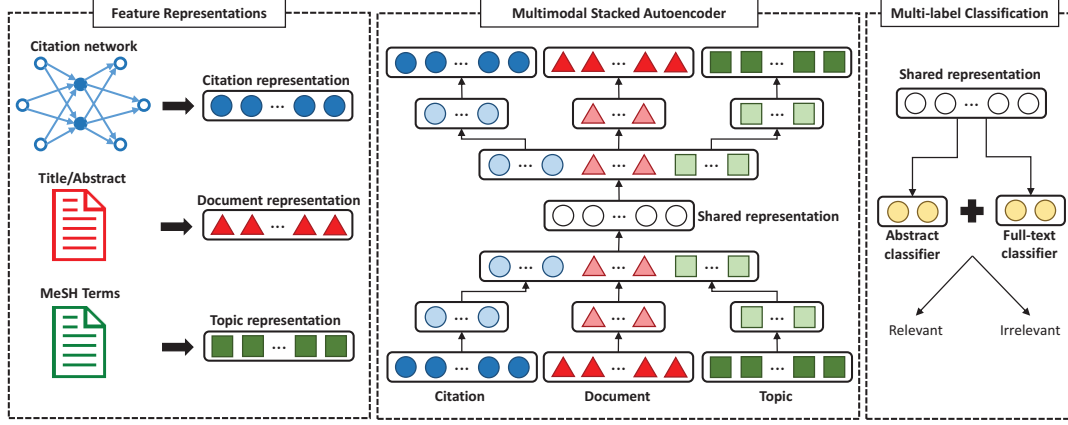 Feature Representations
Citation network
Citation representation
...
Title/Abstract
Document representation
...
MeSH Terms
Topic representation
...
Multimodal Stacked Autoencoder
... ... ...
... ... ...
... ... ...
...
Shared representation
... ... ...
... ... ...
... ... ...
Citation
Document
Topic
Multi-label Classification
Shared representation
...
Abstract
classifier
Full-text
classifier
Relevant
Irrelevant